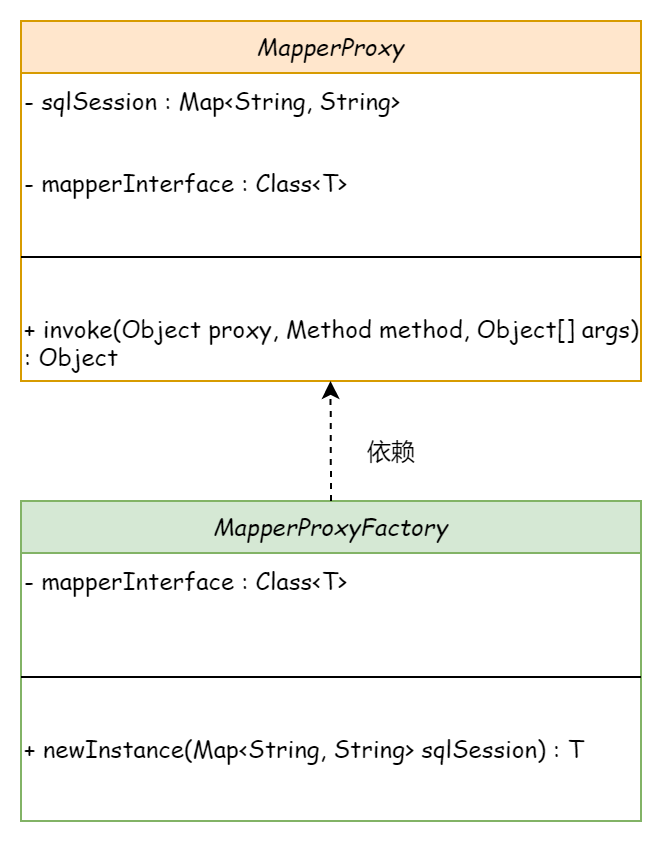 MapperProxy
- sqlSession : Map<String, String>
- mapperInterface : Class<T>
+ invoke(Object proxy, Method method, Object[] args)
: Object
依赖
MapperProxyFactory
- mapperInterface : Class<T>
+ newInstance(Map<String, String> sqlSession) : T